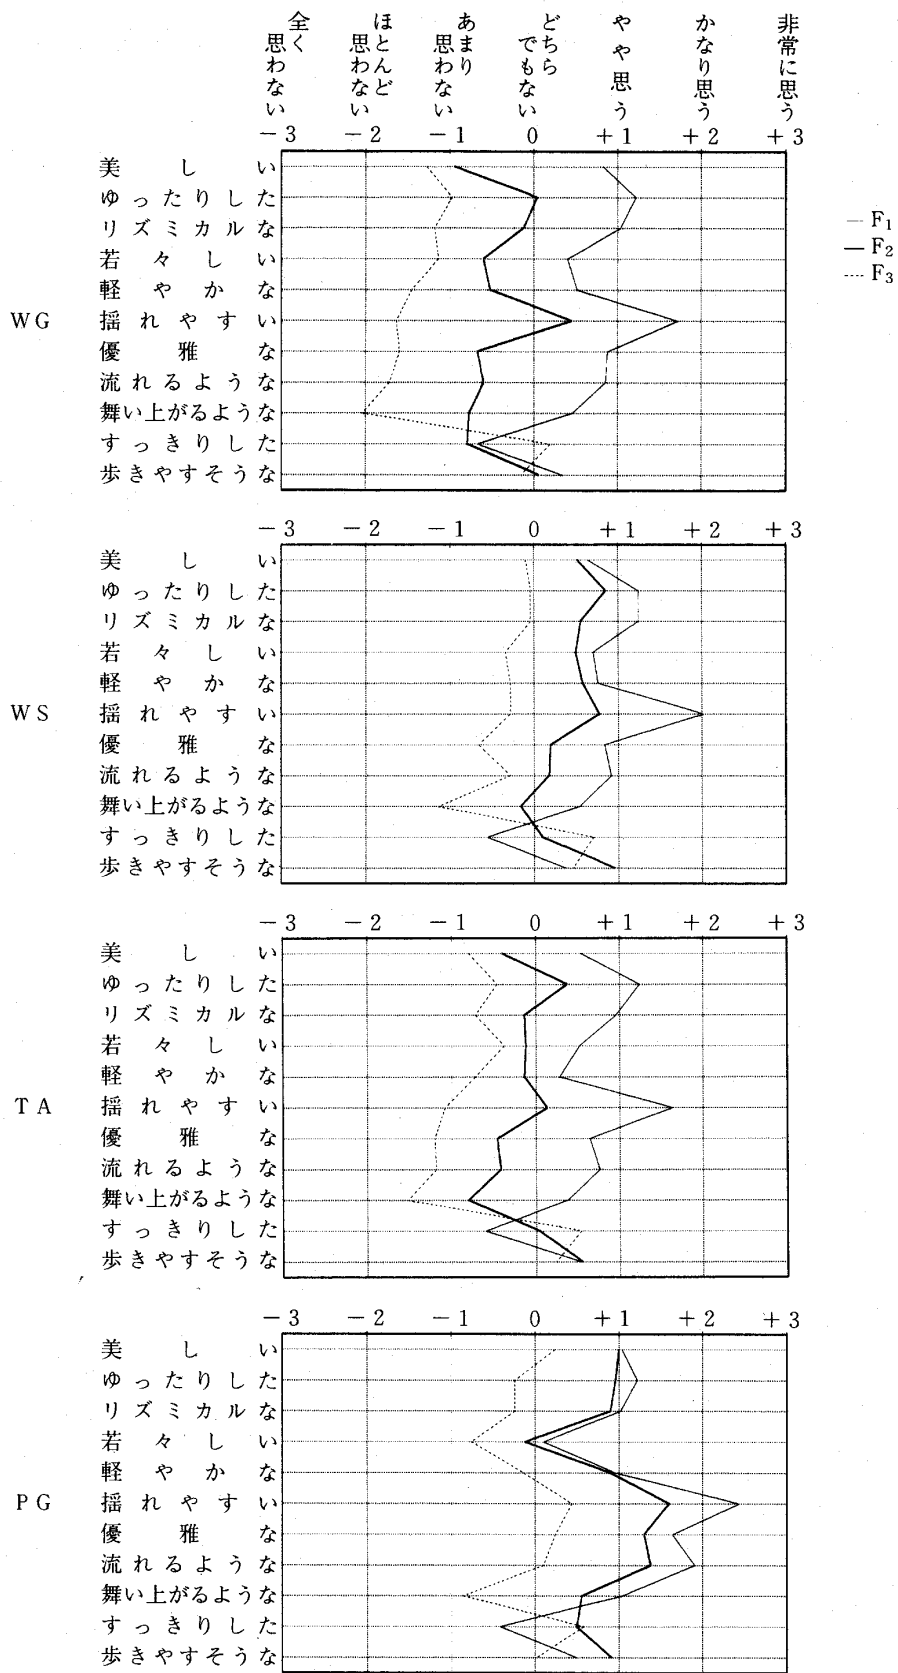 全く思わない
ほとんど思わない
あまり思わない
どちらでもない
やや思う
かなり思う
非常に思う
−3 −2 −1 0 +1 +2 +3
美しい
ゆったりした
リズミカルな
若々しい
軽やかな
WG 揺れやすい
優雅な
流れるような
舞い上がるような
すっきりした
歩きやすそうな
— F₁
— F₂
---- F₃
−3 −2 −1 0 +1 +2 +3
美しい
ゆったりした
リズミカルな
若々しい
軽やかな
WS 揺れやすい
優雅な
流れるような
舞い上がるような
すっきりした
歩きやすそうな
−3 −2 −1 0 +1 +2 +3
美しい
ゆったりした
リズミカルな
若々しい
軽やかな
TA 揺れやすい
優雅な
流れるような
舞い上がるような
すっきりした
歩きやすそうな
−3 −2 −1 0 +1 +2 +3
美しい
ゆったりした
リズミカルな
若々しい
軽やかな
PG 揺れやすい
優雅な
流れるような
舞い上がるような
すっきりした
歩きやすそうな